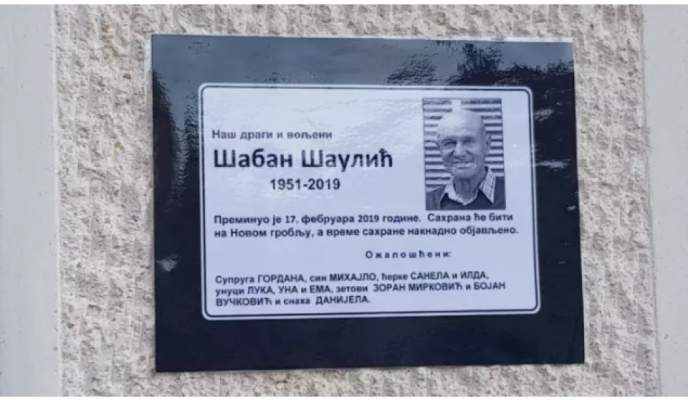 Наш драги и вољени
Шабан Шаулић
1951-2019
Преминуо је 17. фебруара 2019 године. Сахрана ће бити
на Новом гробљу, а време сахране накнадно објављено.
Ожалошћени:
Супруга ГОРДАНА, син МИХАЈЛО, ћерке САНЕЛА и ИЛДА,
унуци ЛУКА, УНА и ЕМА, зетови ЗОРАН МИРКОВИЋ и БОЈАН
ВУЧКОВИЋ и снаха ДАНИЈЕЛА.